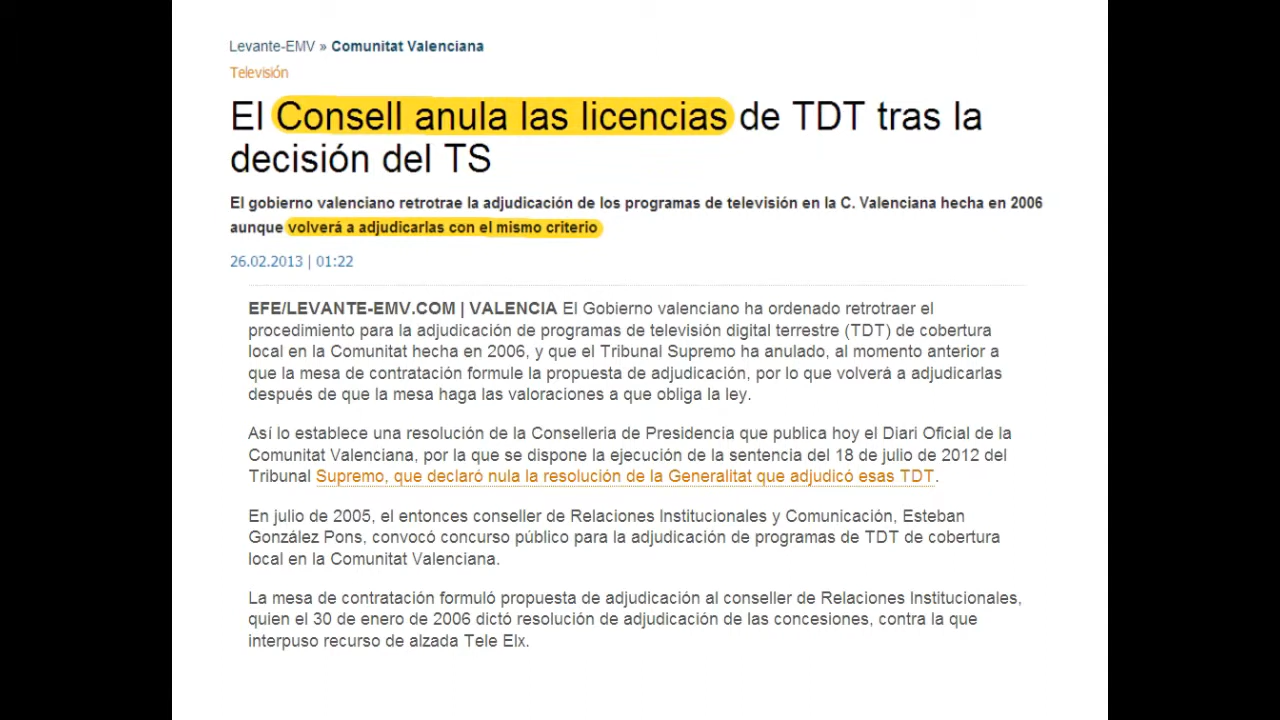 Levante-EMV » Comunitat Valenciana
Televisión
El Consell anula las licencias de TDT tras la
decisión del TS
El gobierno valenciano retrotrae la adjudicación de los programas de televisión en la C. Valenciana hecha en 2006
aunque volverá a adjudicarlas con el mismo criterio
26.02.2013 | 01:22
EFE/LEVANTE-EMV.COM | VALENCIA El Gobierno valenciano ha ordenado retrotraer el
procedimiento para la adjudicación de programas de televisión digital terrestre (TDT) de cobertura
local en la Comunitat hecha en 2006, y que el Tribunal Supremo ha anulado, al momento anterior a
que la mesa de contratación formule la propuesta de adjudicación, por lo que volverá a adjudicarlas
después de que la mesa haga las valoraciones a que obliga la ley.
Así lo establece una resolución de la Conselleria de Presidencia que publica hoy el Diari Oficial de la
Comunitat Valenciana, por la que se dispone la ejecución de la sentencia del 18 de julio de 2012 del
Tribunal Supremo, que declaró nula la resolución de la Generalitat que adjudicó esas TDT.
En julio de 2005, el entonces conseller de Relaciones Institucionales y Comunicación, Esteban
González Pons, convocó concurso público para la adjudicación de programas de TDT de cobertura
local en la Comunitat Valenciana.
La mesa de contratación formuló propuesta de adjudicación al conseller de Relaciones Institucionales,
quien el 30 de enero de 2006 dictó resolución de adjudicación de las concesiones, contra la que
interpuso recurso de alzada Tele Elx.